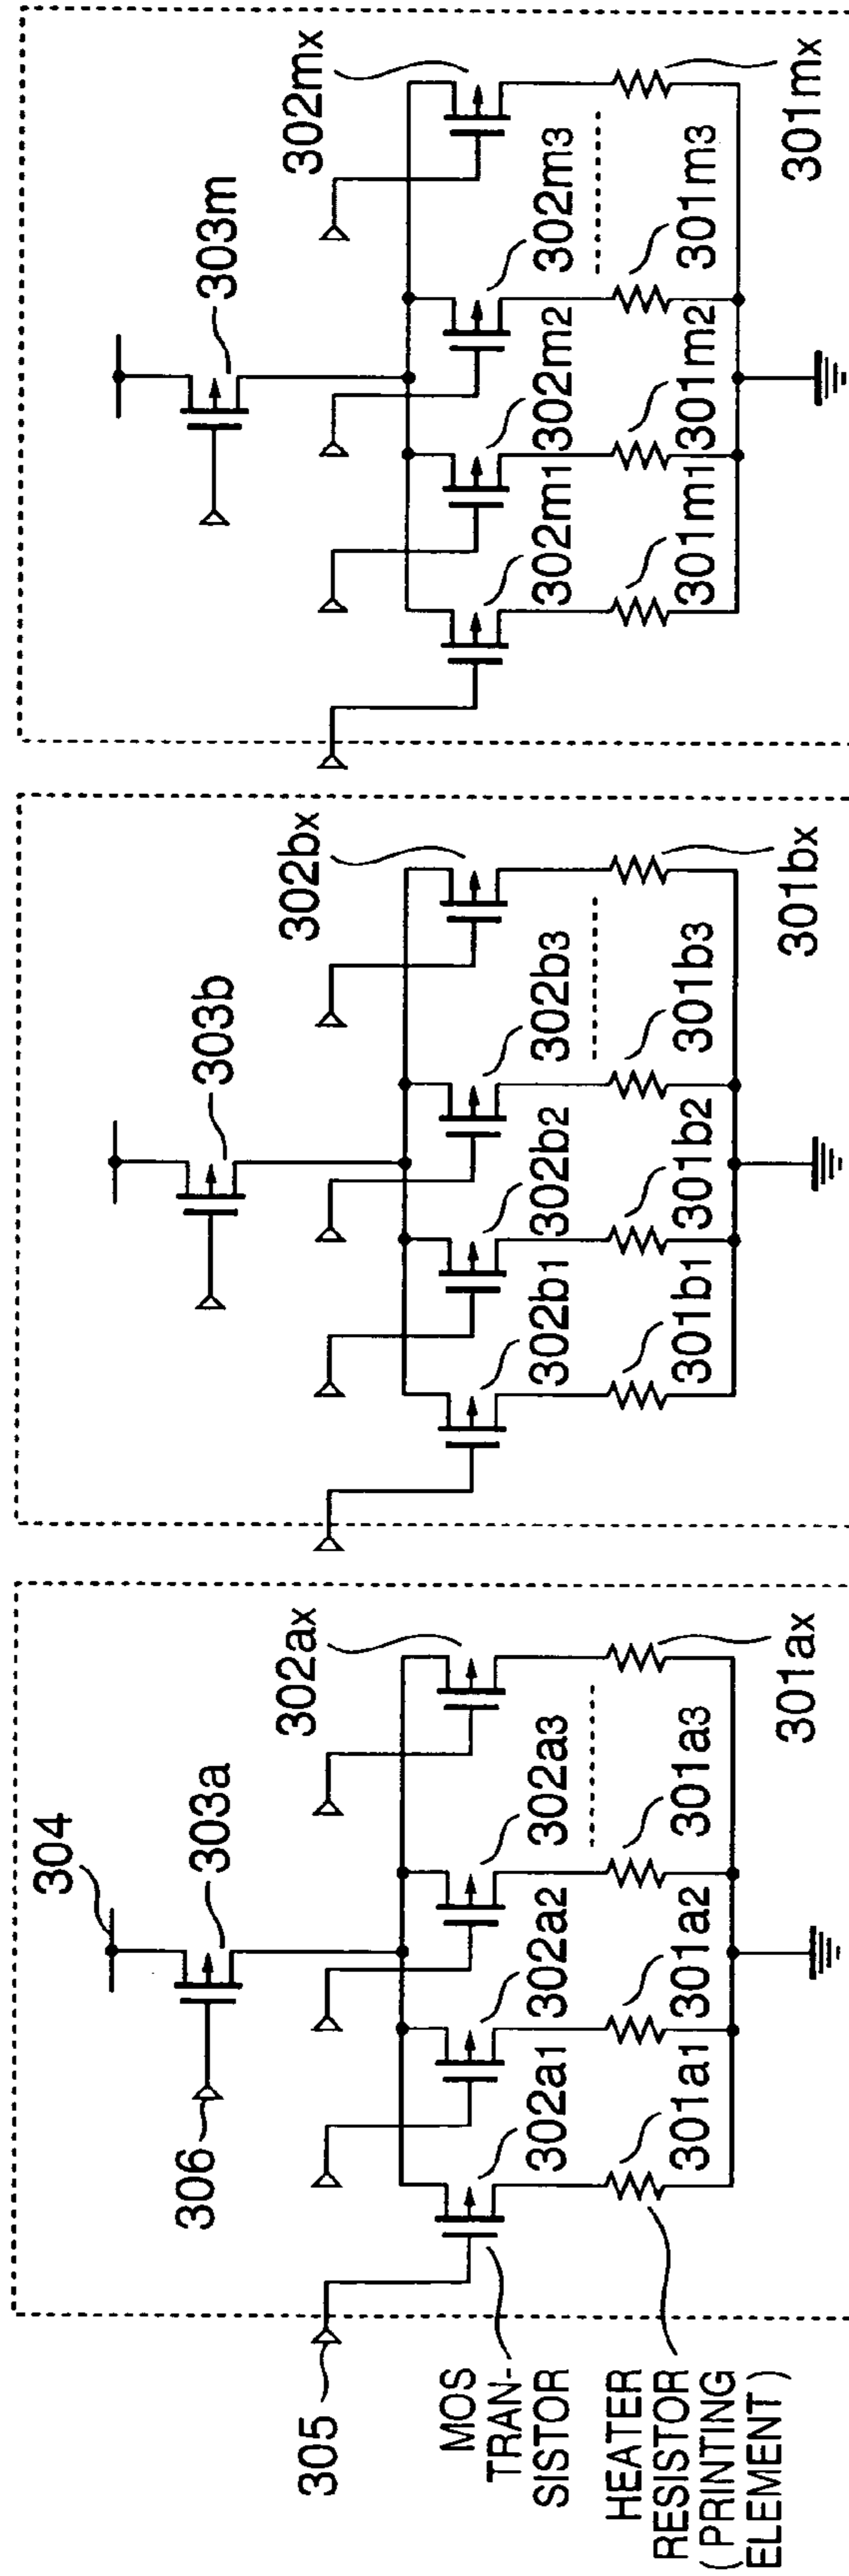 304
306
303a
303b
303m
305
302ax
302bx
302mx
MOS
TRAN-
SISTOR
302a1
302a2
302a3
302b1
302b2
302b3
302m1
302m2
302m3
HEATER
RESISTOR
(PRINTING
ELEMENT)
301a1
301a2
301a3
301b1
301b2
301b3
301m1
301m2
301m3
301ax
301bx
301mx